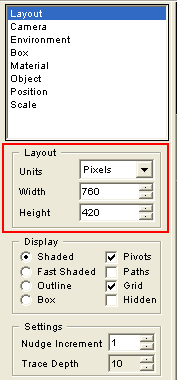 Layout
Camera
Environment
Box
Material
Object
Position
Scale
Layout
Units Pixels
Width 760
Height 420
Display
Shaded Pivots
Fast Shaded Paths
Outline Grid
Box Hidden
Settings
Nudge Increment 1
Trace Depth 10